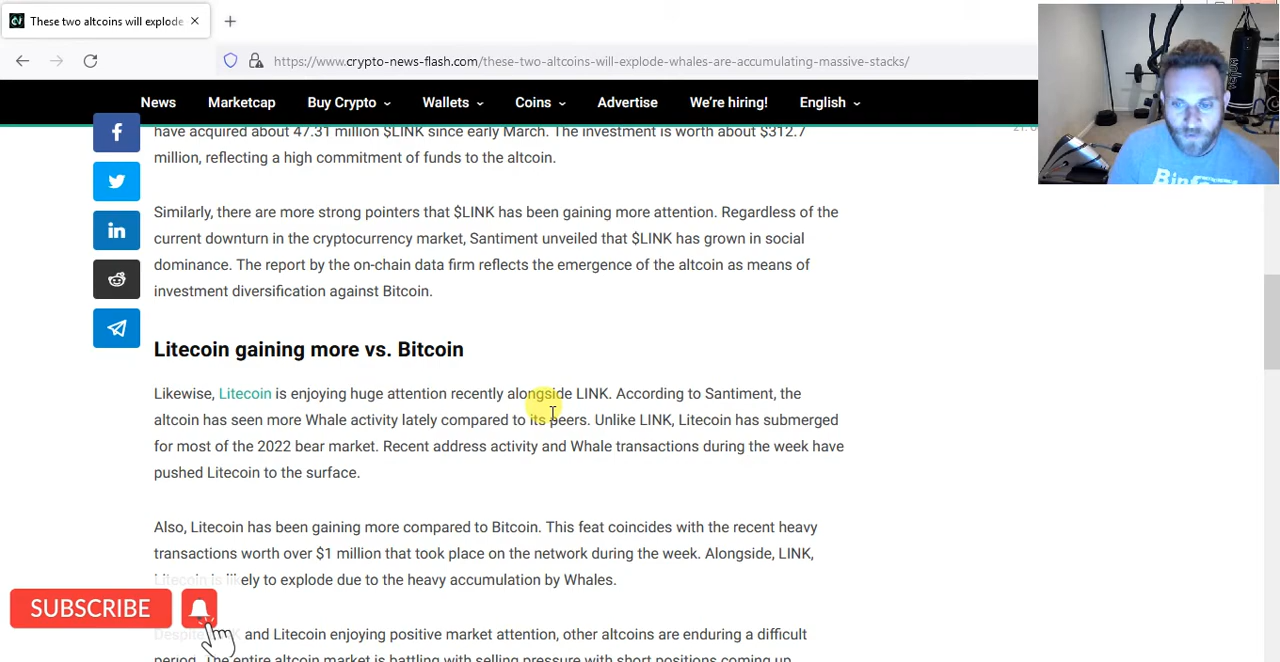 These two altcoins will explode
https://www.crypto-news-flash.com/these-two-altcoins-will-explode-whales-are-accumulating-massive-stacks/
News Marketcap Buy Crypto Wallets Coins Advertise We're hiring! English
have acquired about 47.31 million $LINK since early March. The investment is worth about $312.7
million, reflecting a high commitment of funds to the altcoin.
Similarly, there are more strong pointers that $LINK has been gaining more attention. Regardless of the
current downturn in the cryptocurrency market, Santiment unveiled that $LINK has grown in social
dominance. The report by the on-chain data firm reflects the emergence of the altcoin as means of
investment diversification against Bitcoin.
Litecoin gaining more vs. Bitcoin
Likewise, Litecoin is enjoying huge attention recently alongside LINK. According to Santiment, the
altcoin has seen more Whale activity lately compared to its peers. Unlike LINK, Litecoin has submerged
for most of the 2022 bear market. Recent address activity and Whale transactions during the week have
pushed Litecoin to the surface.
Also, Litecoin has been gaining more compared to Bitcoin. This feat coincides with the recent heavy
transactions worth over $1 million that took place on the network during the week. Alongside, LINK,
Litecoin is likely to explode due to the heavy accumulation by Whales.
SUBSCRIBE
Despite LINK and Litecoin enjoying positive market attention, other altcoins are enduring a difficult
period. The entire altcoin market is battling with selling pressure with short positions coming up